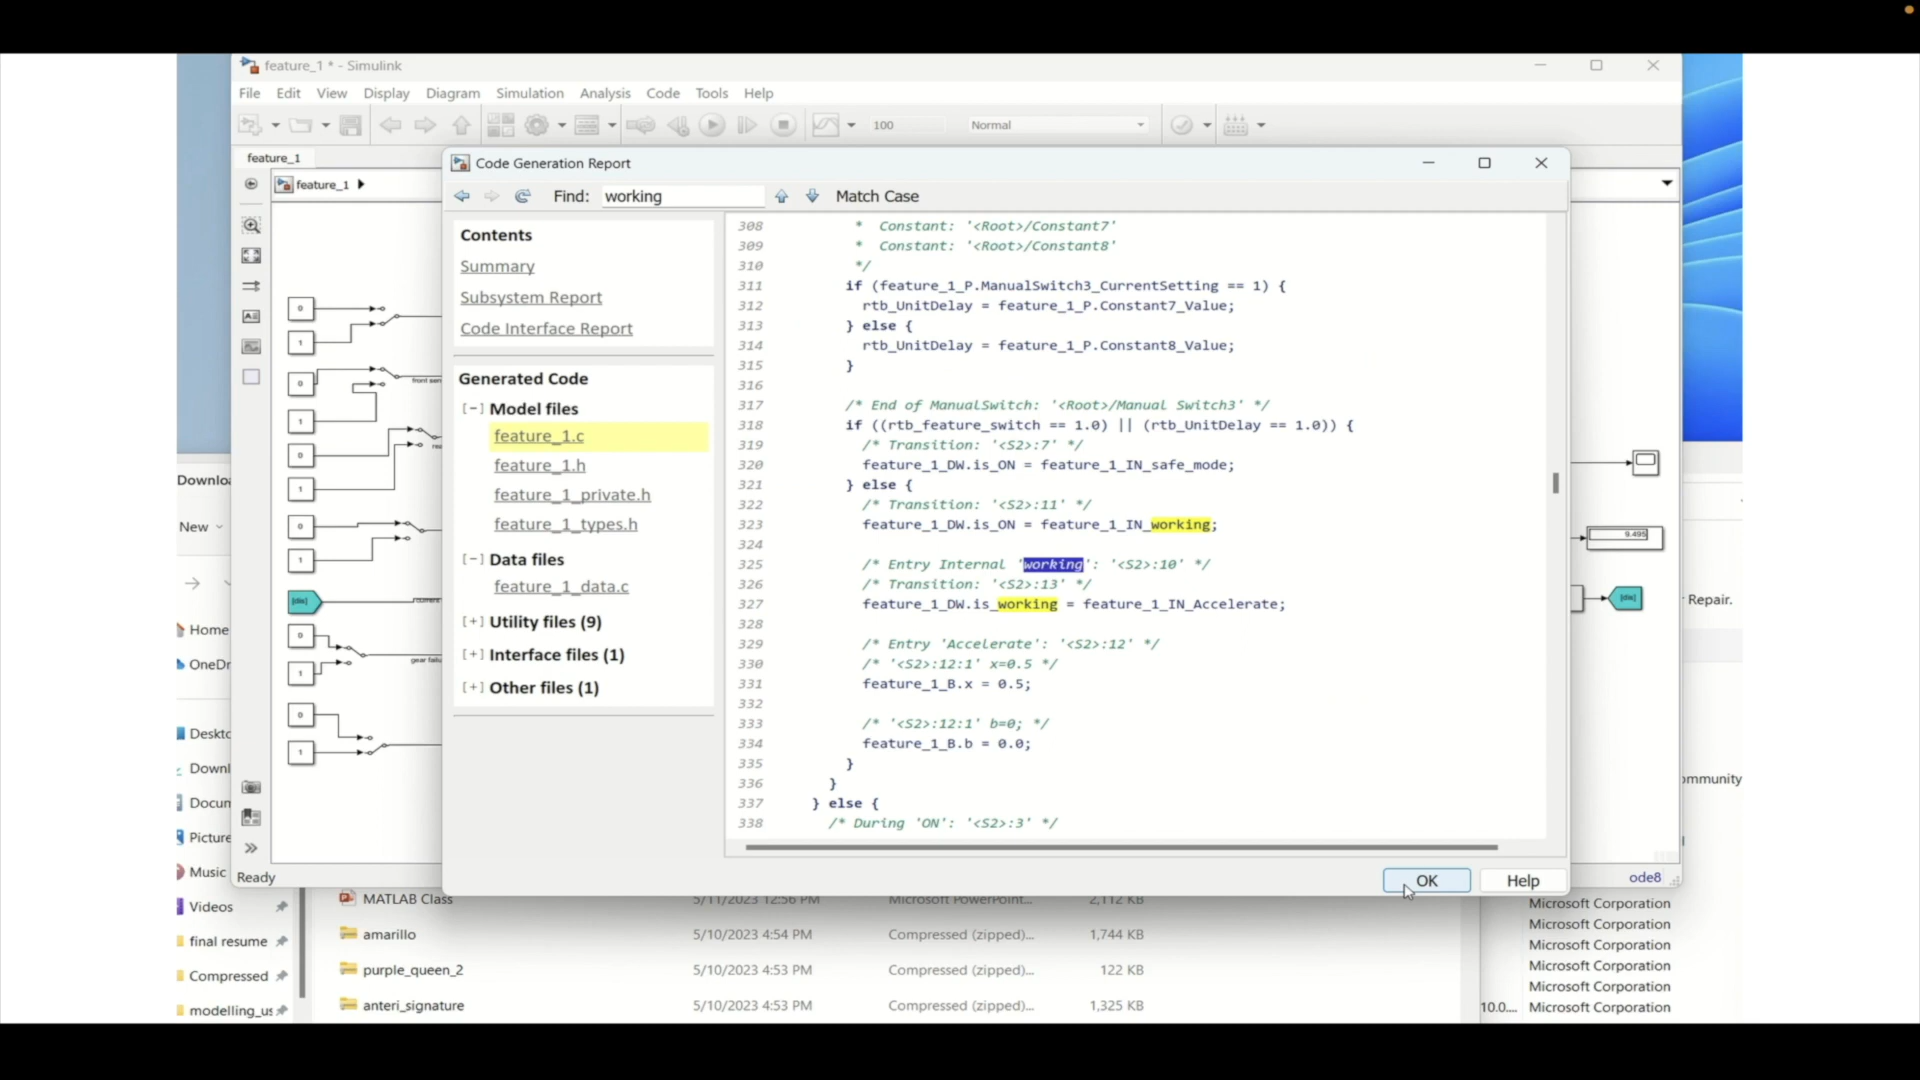 feature_1 * - Simulink
File Edit View Display Diagram Simulation Analysis Code Tools Help
100 Normal
feature_1
feature_1
Code Generation Report
Find: working Match Case
Contents
Summary
Subsystem Report
Code Interface Report
Generated Code
[-] Model files
feature_1.c
feature_1.h
feature_1_private.h
feature_1_types.h
[-] Data files
feature_1_data.c
[+] Utility files (9)
[+] Interface files (1)
[+] Other files (1)
308 * Constant: '<Root>/Constant7'
309 * Constant: '<Root>/Constant8'
310 */
311 if (feature_1_P.ManualSwitch3_CurrentSetting == 1) {
312 rtb_UnitDelay = feature_1_P.Constant7_Value;
313 } else {
314 rtb_UnitDelay = feature_1_P.Constant8_Value;
315 }
316
317 /* End of ManualSwitch: '<Root>/Manual Switch3' */
318 if ((rtb_feature_switch == 1.0) || (rtb_UnitDelay == 1.0)) {
319 /* Transition: '<S2>:7' */
320 feature_1_DW.is_ON = feature_1_IN_safe_mode;
321 } else {
322 /* Transition: '<S2>:11' */
323 feature_1_DW.is_ON = feature_1_IN_working;
324
325 /* Entry Internal 'working': '<S2>:10' */
326 /* Transition: '<S2>:13' */
327 feature_1_DW.is_working = feature_1_IN_Accelerate;
328
329 /* Entry 'Accelerate': '<S2>:12' */
330 /* '<S2>:12:1' x=0.5 */
331 feature_1_B.x = 0.5;
332
333 /* '<S2>:12:1' b=0; */
334 feature_1_B.b = 0.0;
335 }
336 }
337 } else {
338 /* During 'ON': '<S2>:3' */
OK Help
0
1
0
front sen
1
0
1
0
1
[dis]
0
gear failu
1
0
1
9.495
[dis]
Ready
ode8
Downloa
New
Home
OneDr
Deskto
Downl
Docum
Picture
Music
Videos
final resume
Compressed
modelling_us
Repair.
ommunity
MATLAB Class 5/11/2023 12:56 PM Microsoft PowerPoint... 2,112 KB
amarillo 5/10/2023 4:54 PM Compressed (zipped)... 1,744 KB
purple_queen_2 5/10/2023 4:53 PM Compressed (zipped)... 122 KB
anteri_signature 5/10/2023 4:53 PM Compressed (zipped)... 1,325 KB
Microsoft Corporation
Microsoft Corporation
Microsoft Corporation
Microsoft Corporation
Microsoft Corporation
10.0.... Microsoft Corporation